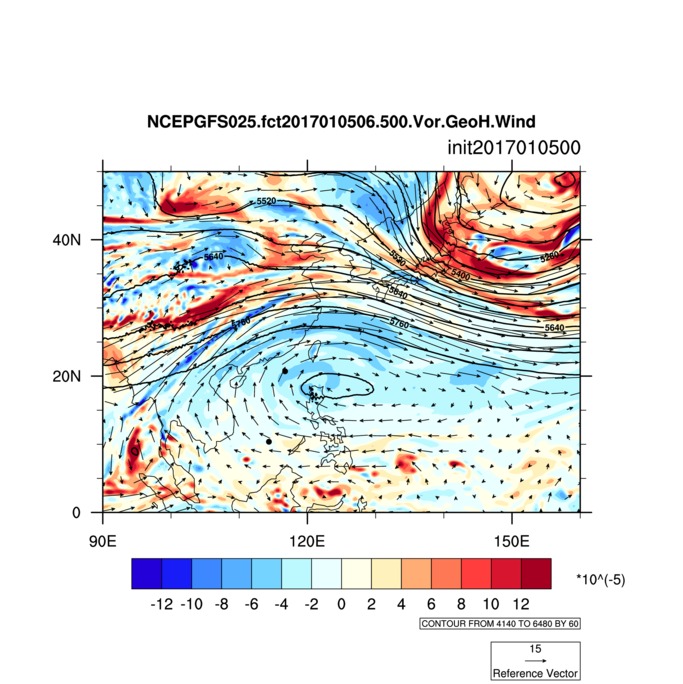 NCEPGFS025.fct2017010506.500.Vor.GeoH.Wind
init2017010500
5520
40N
5640
5520
5400
5280
5640
5760
5760
5640
20N
0
90E 120E 150E
-12 -10 -8 -6 -4 -2 0 2 4 6 8 10 12
*10^(-5)
CONTOUR FROM 4140 TO 6480 BY 60
15
Reference Vector